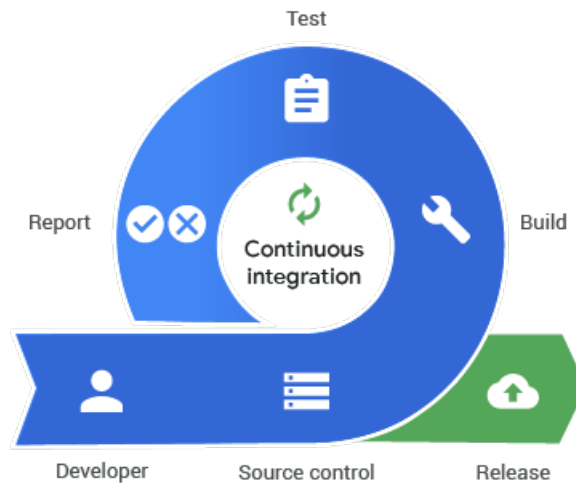 Test
Report
Build
Continuous
integration
Developer
Source control
Release